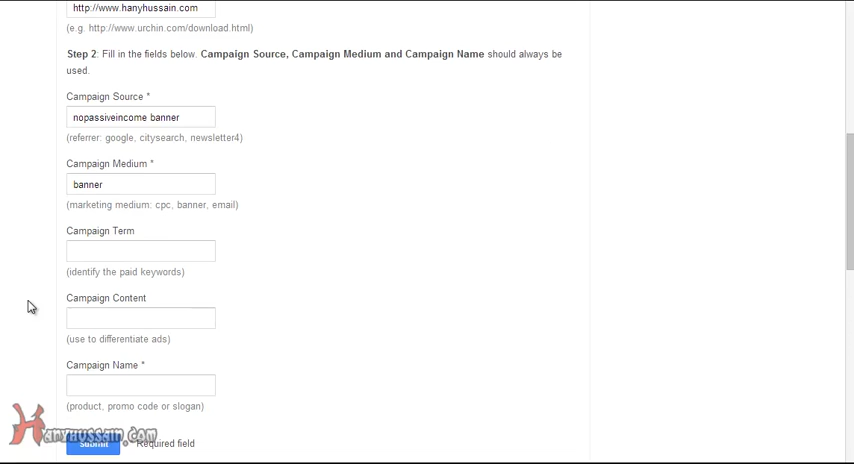 http://www.hanyhussain.com
(e.g. http://www.urchin.com/download.html)
Step 2: Fill in the fields below. Campaign Source, Campaign Medium and Campaign Name should always be
used.
Campaign Source *
nopassiveincome banner
(referrer: google, citysearch, newsletter4)
Campaign Medium *
banner
(marketing medium: cpc, banner, email)
Campaign Term
(identify the paid keywords)
Campaign Content
(use to differentiate ads)
Campaign Name *
(product, promo code or slogan)
Hanyhussain.com
Submit * Required field